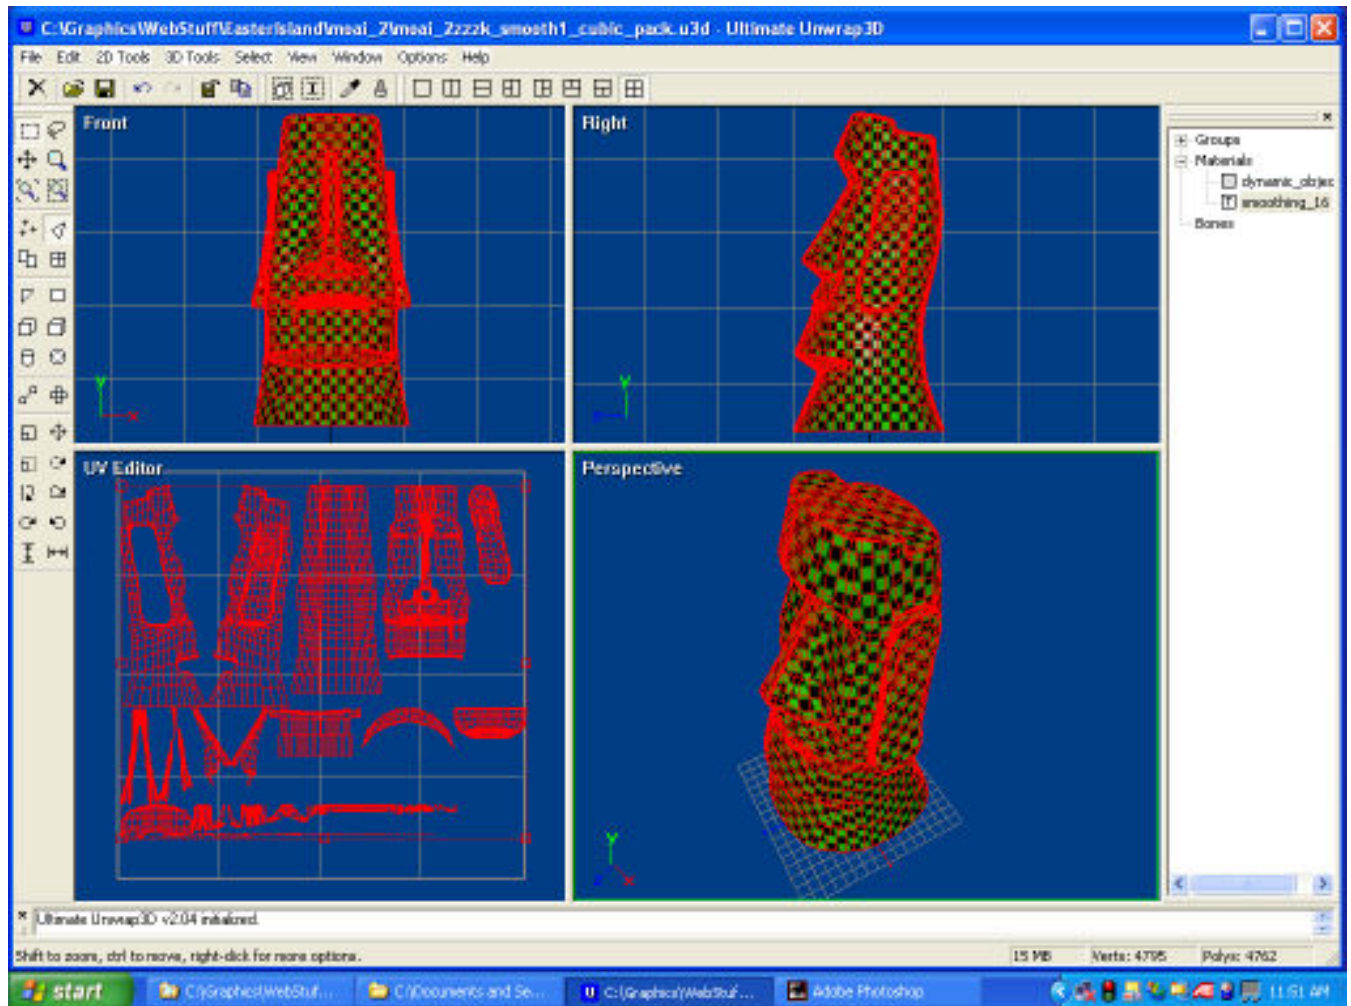 C:\Graphics\WebStuff\EasterIsland\moai_2\moai_2zzzk_smooth1_cubic_pack.u3d - Ultimate Unwrap3D
File Edit 2D Tools 3D Tools Select View Window Options Help
Front
Right
Groups
Materials
dynamic_objec
smoothing_16
Bones
UV Editor
Perspective
Ultimate Unwrap3D v2.04 initialized.
Shift to zoom, ctrl to move, right-click for more options.
15 MB
Verts: 4795
Polys: 4762
start
C:\Graphics\WebStuf...
C:\Documents and Se...
C:\Graphics\WebStuf...
Adobe Photoshop
11:51 AM